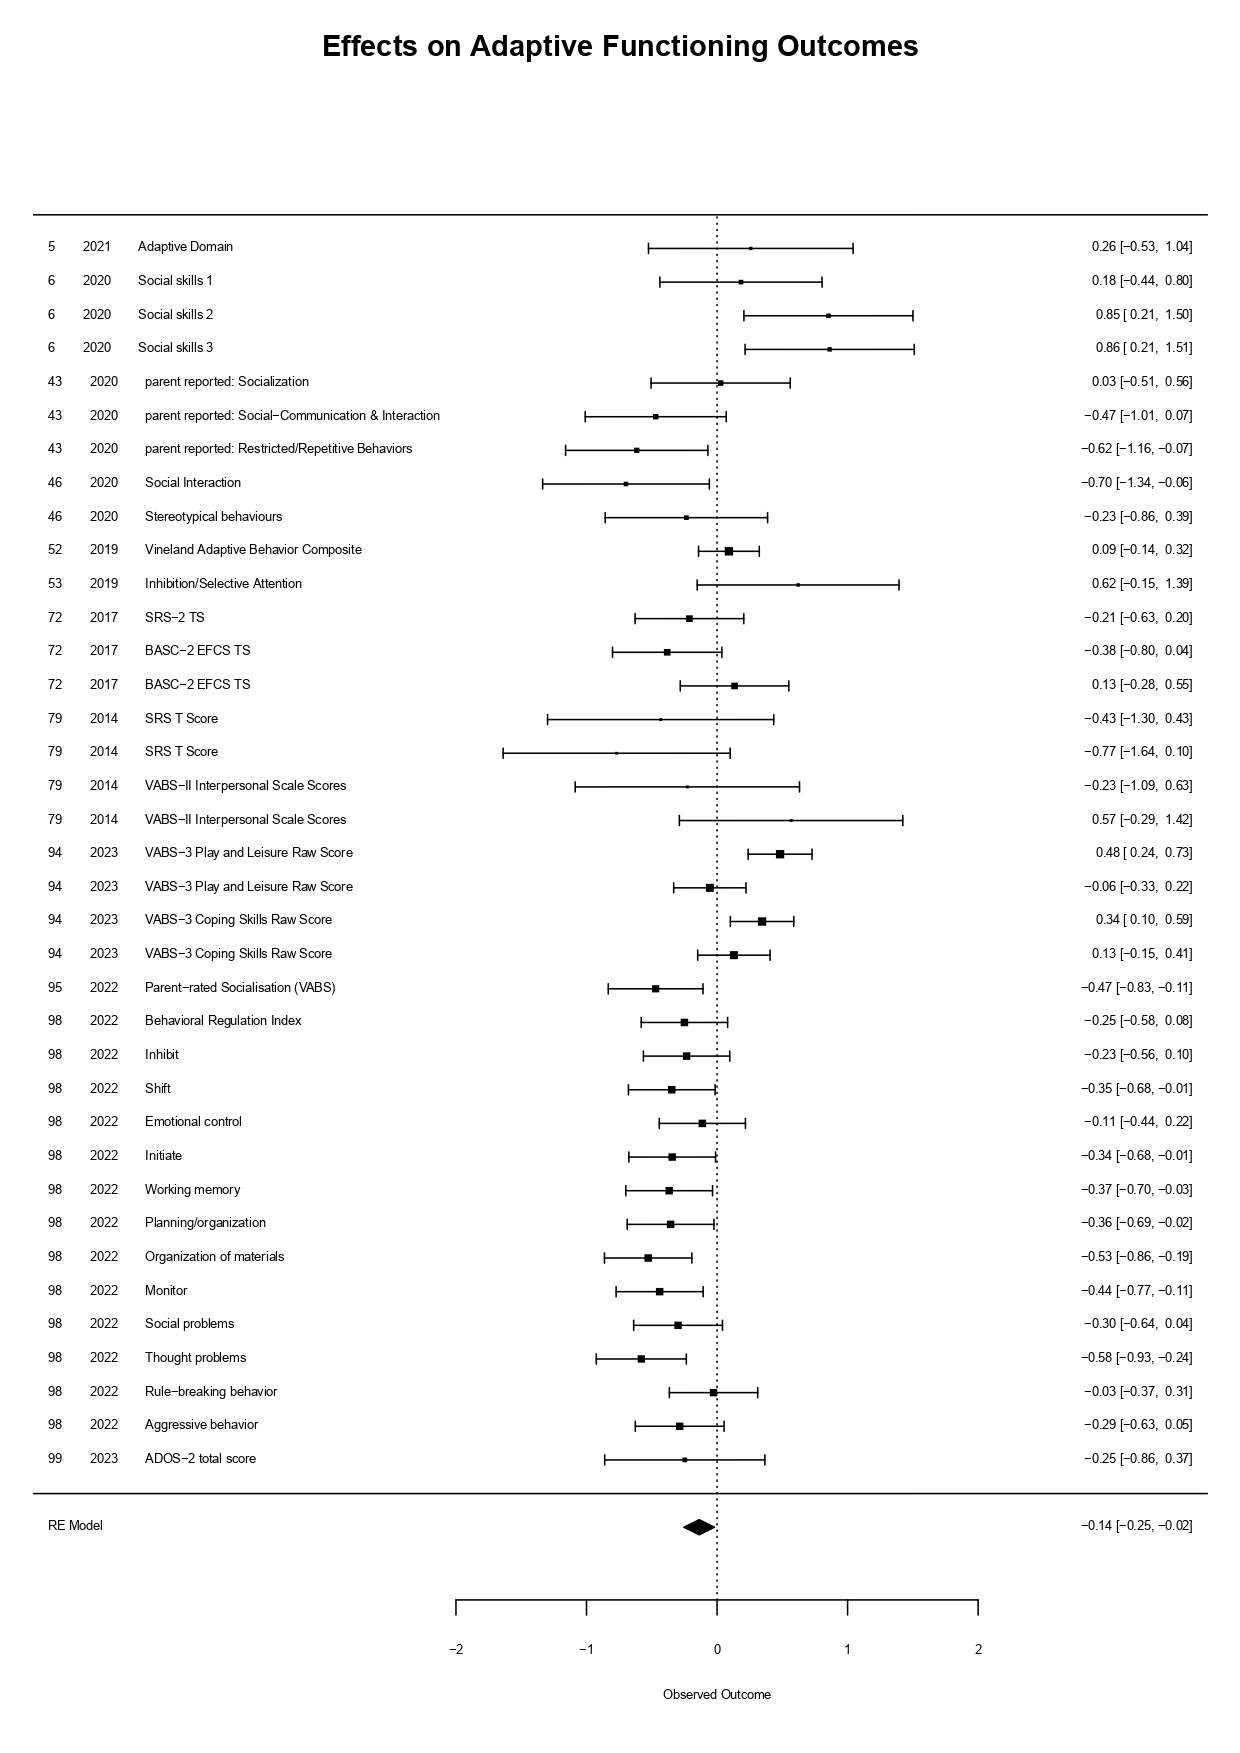 Effects on Adaptive Functioning Outcomes
5 2021 Adaptive Domain 0.26 [−0.53, 1.04]
6 2020 Social skills 1 0.18 [−0.44, 0.80]
6 2020 Social skills 2 0.85 [ 0.21, 1.50]
6 2020 Social skills 3 0.86 [ 0.21, 1.51]
43 2020 parent reported: Socialization 0.03 [−0.51, 0.56]
43 2020 parent reported: Social−Communication & Interaction −0.47 [−1.01, 0.07]
43 2020 parent reported: Restricted/Repetitive Behaviors −0.62 [−1.16, −0.07]
46 2020 Social Interaction −0.70 [−1.34, −0.06]
46 2020 Stereotypical behaviours −0.23 [−0.86, 0.39]
52 2019 Vineland Adaptive Behavior Composite 0.09 [−0.14, 0.32]
53 2019 Inhibition/Selective Attention 0.62 [−0.15, 1.39]
72 2017 SRS−2 TS −0.21 [−0.63, 0.20]
72 2017 BASC−2 EFCS TS −0.38 [−0.80, 0.04]
72 2017 BASC−2 EFCS TS 0.13 [−0.28, 0.55]
79 2014 SRS T Score −0.43 [−1.30, 0.43]
79 2014 SRS T Score −0.77 [−1.64, 0.10]
79 2014 VABS−II Interpersonal Scale Scores −0.23 [−1.09, 0.63]
79 2014 VABS−II Interpersonal Scale Scores 0.57 [−0.29, 1.42]
94 2023 VABS−3 Play and Leisure Raw Score 0.48 [ 0.24, 0.73]
94 2023 VABS−3 Play and Leisure Raw Score −0.06 [−0.33, 0.22]
94 2023 VABS−3 Coping Skills Raw Score 0.34 [ 0.10, 0.59]
94 2023 VABS−3 Coping Skills Raw Score 0.13 [−0.15, 0.41]
95 2022 Parent−rated Socialisation (VABS) −0.47 [−0.83, −0.11]
98 2022 Behavioral Regulation Index −0.25 [−0.58, 0.08]
98 2022 Inhibit −0.23 [−0.56, 0.10]
98 2022 Shift −0.35 [−0.68, −0.01]
98 2022 Emotional control −0.11 [−0.44, 0.22]
98 2022 Initiate −0.34 [−0.68, −0.01]
98 2022 Working memory −0.37 [−0.70, −0.03]
98 2022 Planning/organization −0.36 [−0.69, −0.02]
98 2022 Organization of materials −0.53 [−0.86, −0.19]
98 2022 Monitor −0.44 [−0.77, −0.11]
98 2022 Social problems −0.30 [−0.64, 0.04]
98 2022 Thought problems −0.58 [−0.93, −0.24]
98 2022 Rule−breaking behavior −0.03 [−0.37, 0.31]
98 2022 Aggressive behavior −0.29 [−0.63, 0.05]
99 2023 ADOS−2 total score −0.25 [−0.86, 0.37]
RE Model −0.14 [−0.25, −0.02]
−2 −1 0 1 2
Observed Outcome